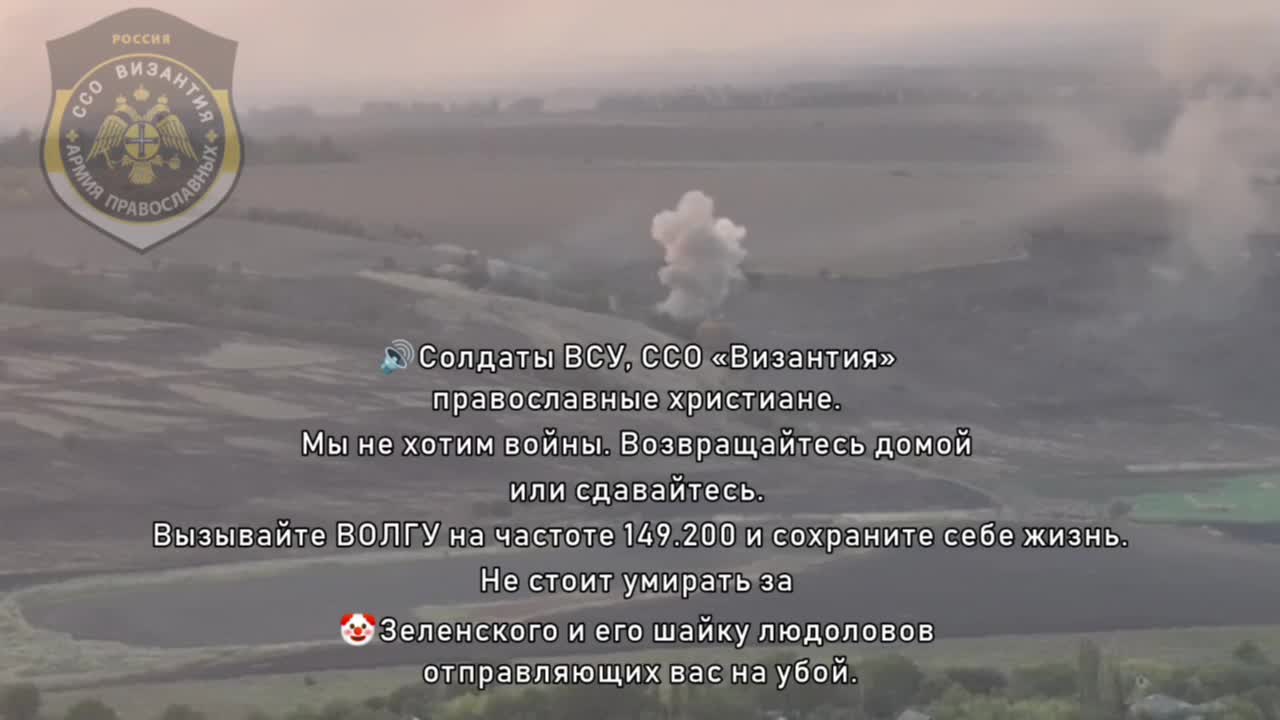 РОССИЯ
ССО ВИЗАНТИЯ
АРМИЯ ПРАВОСЛАВНЫХ
🔊Солдаты ВСУ, ССО «Византия»
православные христиане.
Мы не хотим войны. Возвращайтесь домой
или сдавайтесь.
Вызывайте ВОЛГУ на частоте 149.200 и сохраните себе жизнь.
Не стоит умирать за
🤡Зеленского и его шайку людоловов
отправляющих вас на убой.